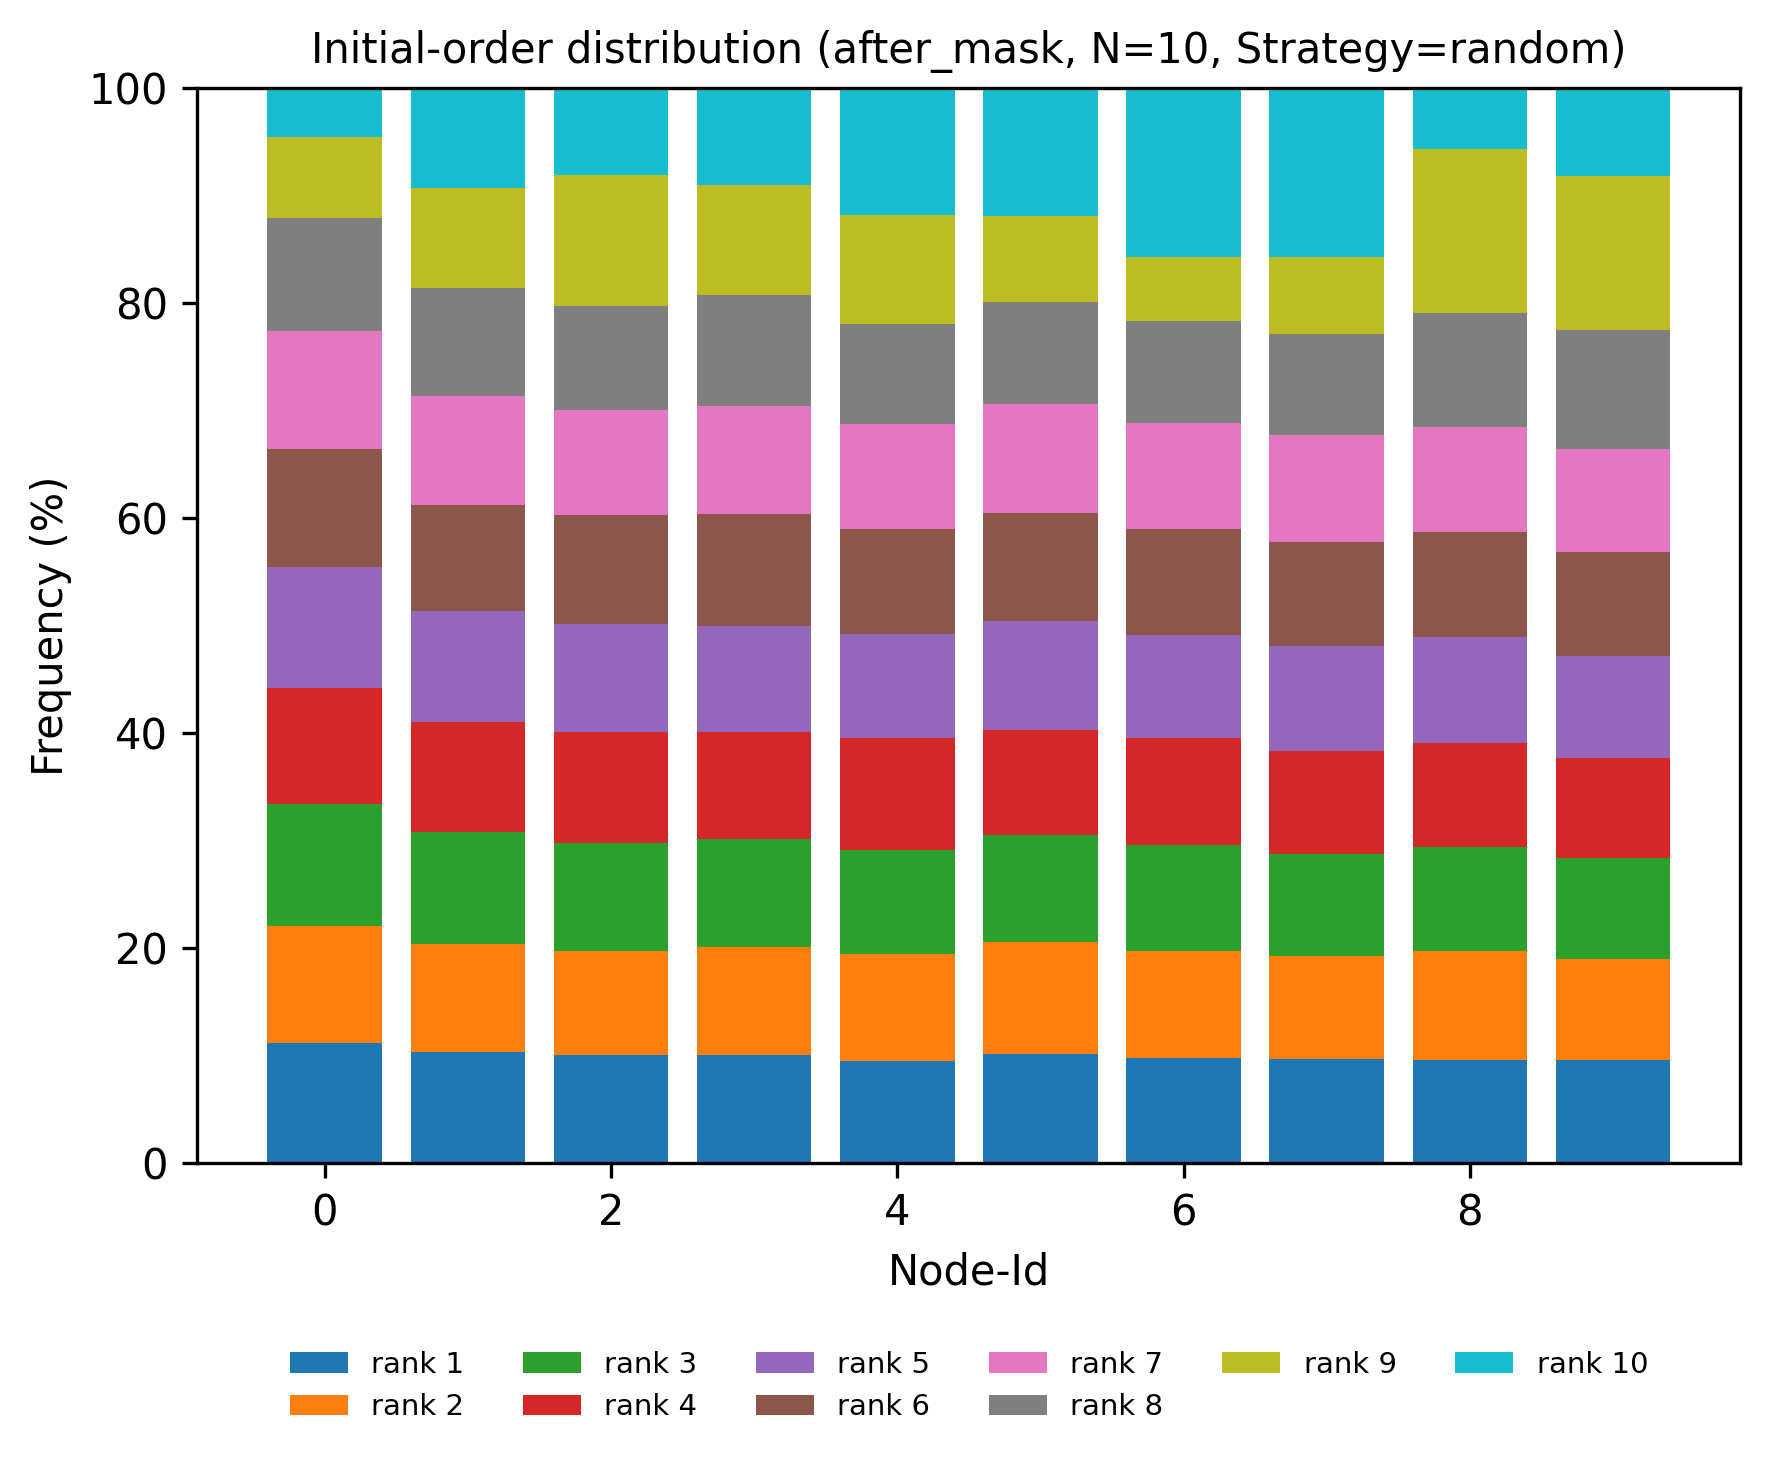 Initial-order distribution (after_mask, N=10, Strategy=random)
100
80
60
40
20
0
Frequency (%)
0 2 4 6 8
Node-Id
rank 1 rank 3 rank 5 rank 7 rank 9 rank 10
rank 2 rank 4 rank 6 rank 8